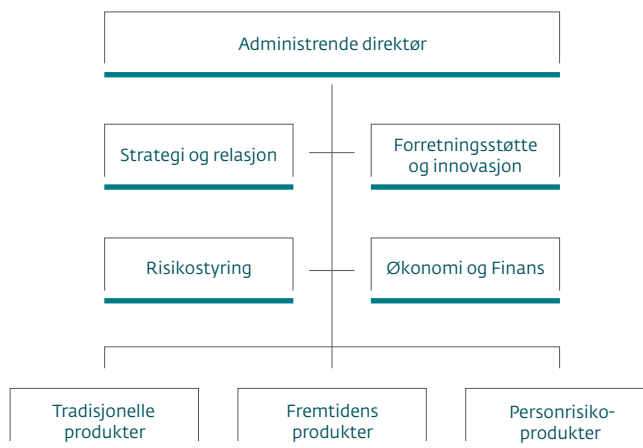 Administrende direktør
Strategi og relasjon
Forretningsstøtte
og innovasjon
Risikostyring
Økonomi og Finans
Tradisjonelle
produkter
Fremtidens
produkter
Personrisiko-
produkter